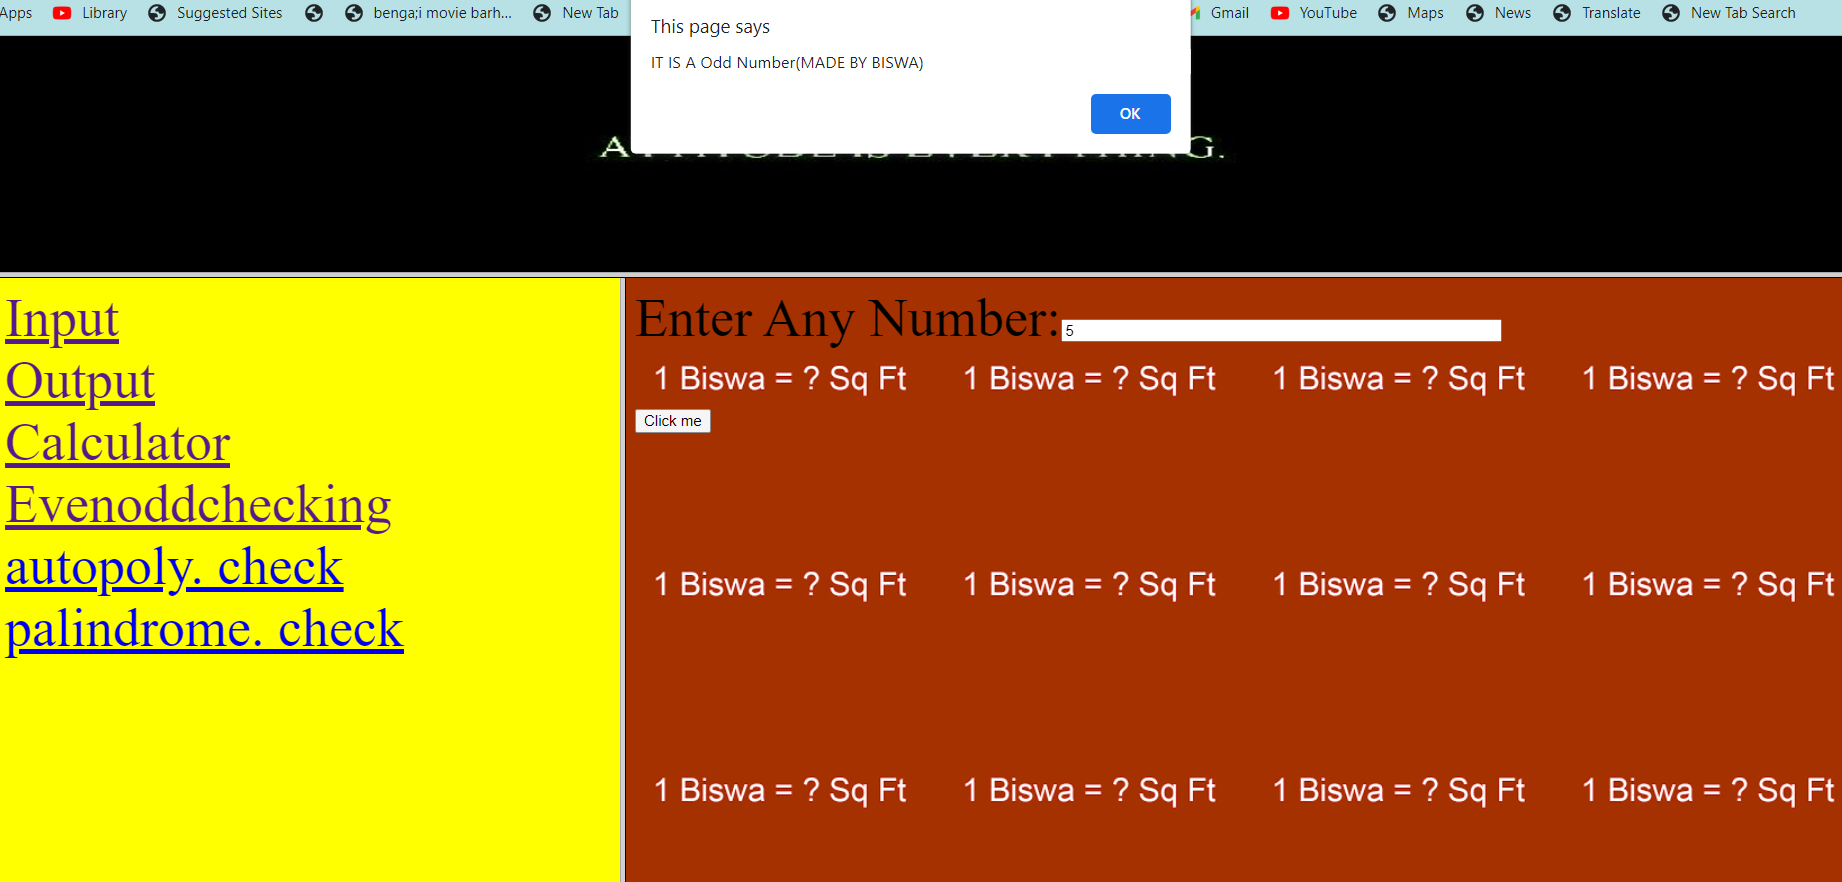 Apps Library Suggested Sites benga;i movie barh... New Tab Gmail YouTube Maps News Translate New Tab Search
This page says
IT IS A Odd Number(MADE BY BISWA)
OK
Input
Output
Calculator
Evenoddchecking
autopoly. check
palindrome. check
Enter Any Number: 5
1 Biswa = ? Sq Ft 1 Biswa = ? Sq Ft 1 Biswa = ? Sq Ft 1 Biswa = ? Sq Ft
Click me
1 Biswa = ? Sq Ft 1 Biswa = ? Sq Ft 1 Biswa = ? Sq Ft 1 Biswa = ? Sq Ft
1 Biswa = ? Sq Ft 1 Biswa = ? Sq Ft 1 Biswa = ? Sq Ft 1 Biswa = ? Sq Ft